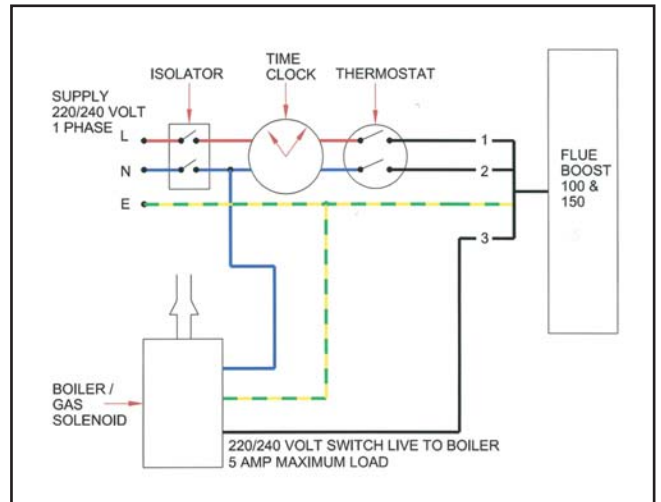 TIME
CLOCK
ISOLATOR
THERMOSTAT
SUPPLY
220/240 VOLT
1 PHASE
L
N
E
1
2
3
FLUE
BOOST
100 &
150
BOILER /
GAS
SOLENOID
220/240 VOLT SWITCH LIVE TO BOILER
5 AMP MAXIMUM LOAD